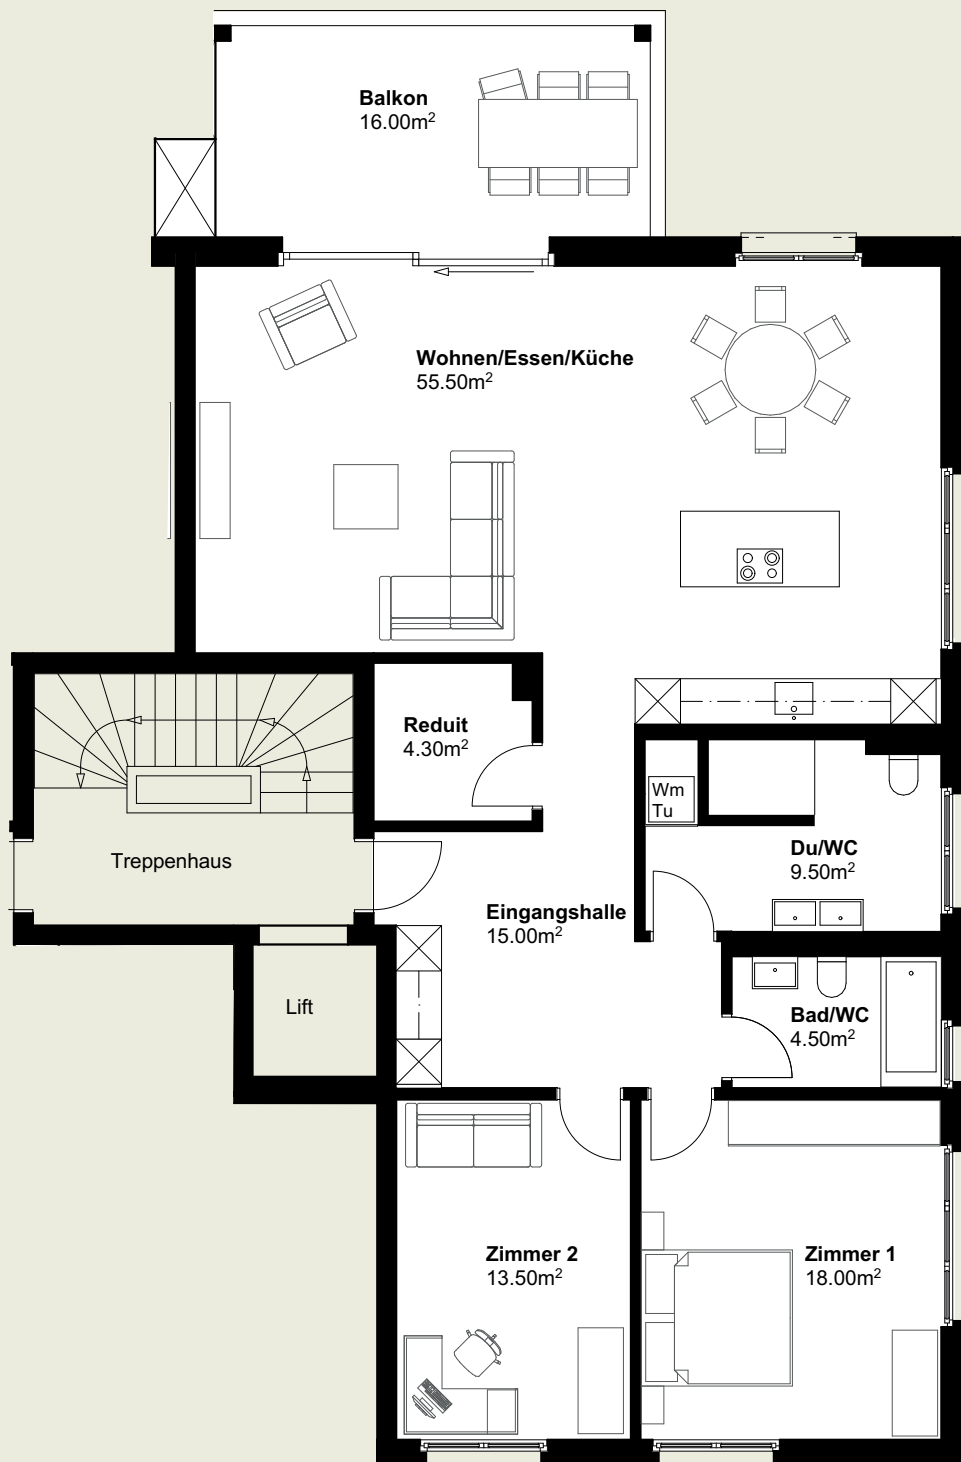 Balkon
16.00m²
Wohnen/Essen/Küche
55.50m²
Reduit
4.30m²
Wm
Tu
Treppenhaus
Du/WC
9.50m²
Eingangshalle
15.00m²
Lift
Bad/WC
4.50m²
Zimmer 2
13.50m²
Zimmer 1
18.00m²